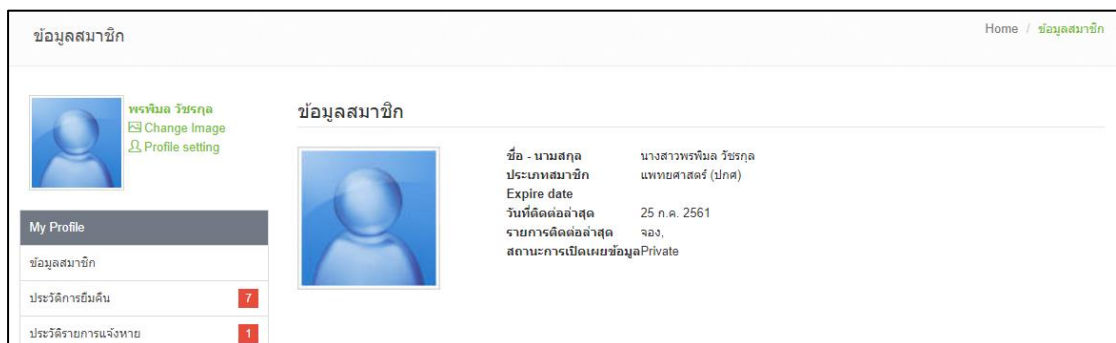 ข้อมูลสมาชิก
Home / ข้อมูลสมาชิก
พรพิมล วัชรกุล
Change Image
Profile setting
My Profile
ข้อมูลสมาชิก
ประวัติการยืมคืน 7
ประวัติรายการแจ้งหาย 1
ข้อมูลสมาชิก
ชื่อ - นามสกุล นางสาวพรพิมล วัชรกุล
ประเภทสมาชิก แพทยศาสตร์ (ปกศ)
Expire date
วันที่ติดต่อล่าสุด 25 ก.ค. 2561
รายการติดต่อล่าสุด จอง,
สถานะการเปิดเผยข้อมูลPrivate